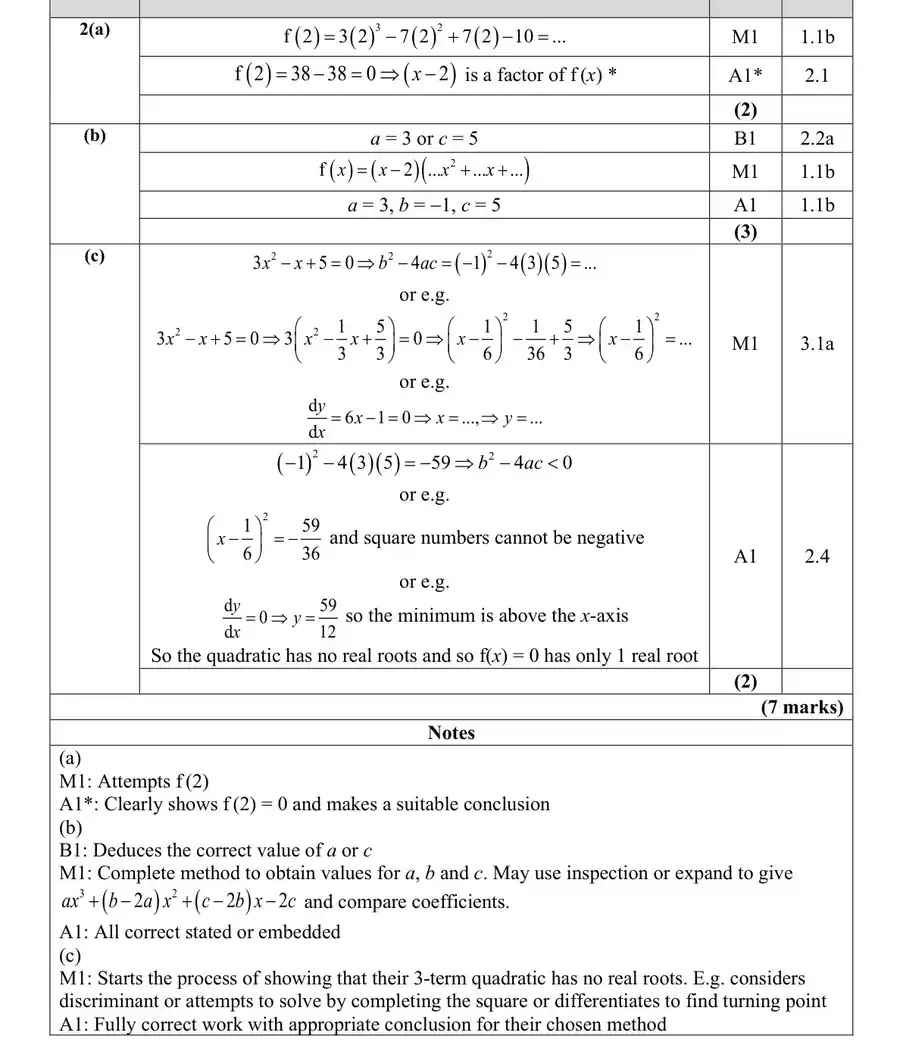 2(a) f(2) = 3(2)³ − 7(2)² + 7(2) − 10 = ... M1 1.1b
f(2) = 38 − 38 = 0 ⇒ (x − 2) is a factor of f(x) * A1* 2.1
(2)
(b) a = 3 or c = 5 B1 2.2a
f(x) = (x − 2)(...x² + ...x + ...) M1 1.1b
a = 3, b = −1, c = 5 A1 1.1b
(3)
(c) 3x² − x + 5 = 0 ⇒ b² − 4ac = (−1)² − 4(3)(5) = ...
or e.g.
3x² − x + 5 = 0 ⇒ 3(x² − 1/3 x + 5/3) = 0 ⇒ (x − 1/6)² − 1/36 + 5/3 ⇒ (x − 1/6)² = ... M1 3.1a
or e.g.
dy/dx = 6x − 1 = 0 ⇒ x = ..., ⇒ y = ...
(−1)² − 4(3)(5) = −59 ⇒ b² − 4ac < 0
or e.g.
(x − 1/6)² = −59/36 and square numbers cannot be negative
A1 2.4
or e.g.
dy/dx = 0 ⇒ y = 59/12 so the minimum is above the x-axis
So the quadratic has no real roots and so f(x) = 0 has only 1 real root
(2)
(7 marks)
Notes
(a)
M1: Attempts f(2)
A1*: Clearly shows f(2) = 0 and makes a suitable conclusion
(b)
B1: Deduces the correct value of a or c
M1: Complete method to obtain values for a, b and c. May use inspection or expand to give
ax³ + (b − 2a)x² + (c − 2b)x − 2c and compare coefficients.
A1: All correct stated or embedded
(c)
M1: Starts the process of showing that their 3-term quadratic has no real roots. E.g. considers
discriminant or attempts to solve by completing the square or differentiates to find turning point
A1: Fully correct work with appropriate conclusion for their chosen method